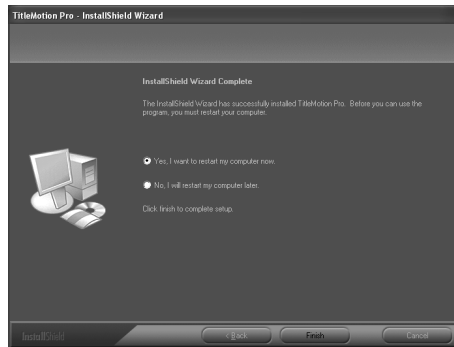 TitleMotion Pro - InstallShield Wizard
InstallShield Wizard Complete
The InstallShield Wizard has successfully installed TitleMotion Pro. Before you can use the
program, you must restart your computer.
Yes, I want to restart my computer now.
No, I will restart my computer later.
Click finish to complete setup.
InstallShield
< Back
Finish
Cancel